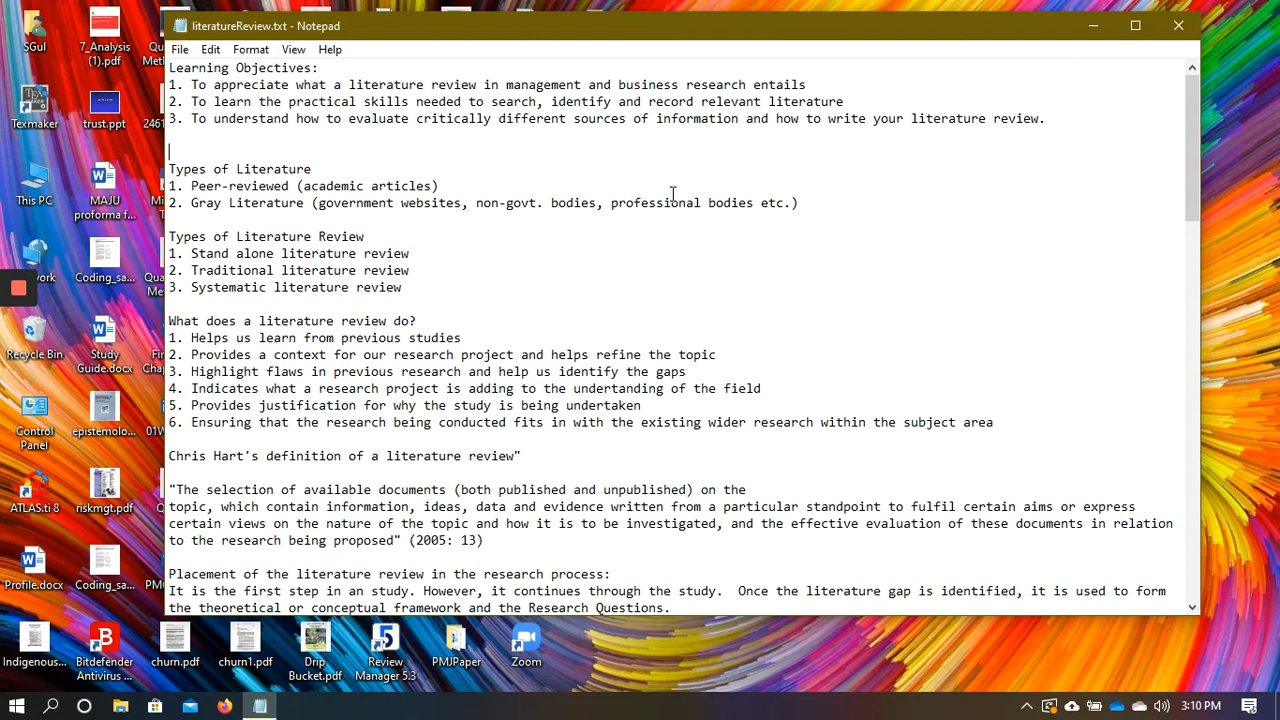 literatureReview.txt - Notepad
File Edit Format View Help
Learning Objectives:
1. To appreciate what a literature review in management and business research entails
2. To learn the practical skills needed to search, identify and record relevant literature
3. To understand how to evaluate critically different sources of information and how to write your literature review.
Types of Literature
1. Peer-reviewed (academic articles)
2. Gray Literature (government websites, non-govt. bodies, professional bodies etc.)
Types of Literature Review
1. Stand alone literature review
2. Traditional literature review
3. Systematic literature review
What does a literature review do?
1. Helps us learn from previous studies
2. Provides a context for our research project and helps refine the topic
3. Highlight flaws in previous research and help us identify the gaps
4. Indicates what a research project is adding to the undertanding of the field
5. Provides justification for why the study is being undertaken
6. Ensuring that the research being conducted fits in with the existing wider research within the subject area
Chris Hart's definition of a literature review"
"The selection of available documents (both published and unpublished) on the
topic, which contain information, ideas, data and evidence written from a particular standpoint to fulfil certain aims or express
certain views on the nature of the topic and how it is to be investigated, and the effective evaluation of these documents in relation
to the research being proposed" (2005: 13)
Placement of the literature review in the research process:
It is the first step in an study. However, it continues through the study.  Once the literature gap is identified, it is used to form
the theoretical or conceptual framework and the Research Questions.
SGul
7_Analysis
(1).pdf
Qu
Meth
Texmaker
trust.ppt
2461
This PC
MAJU
proforma f...
Mi
T
work
Coding_sa...
Qua
Met
Recycle Bin
Study
Guide.docx
Fin
Chap
Control
Panel
epistemolo...
01W
ATLAS.ti 8
riskmgt.pdf
Q
Profile.docx
Coding_sa...
PM
Indigenous...
Bitdefender
Antivirus ...
churn.pdf
churn1.pdf
Drip
Bucket.pdf
5
Review
Manager 5.3
PMJPaper
Zoom
3:10 PM